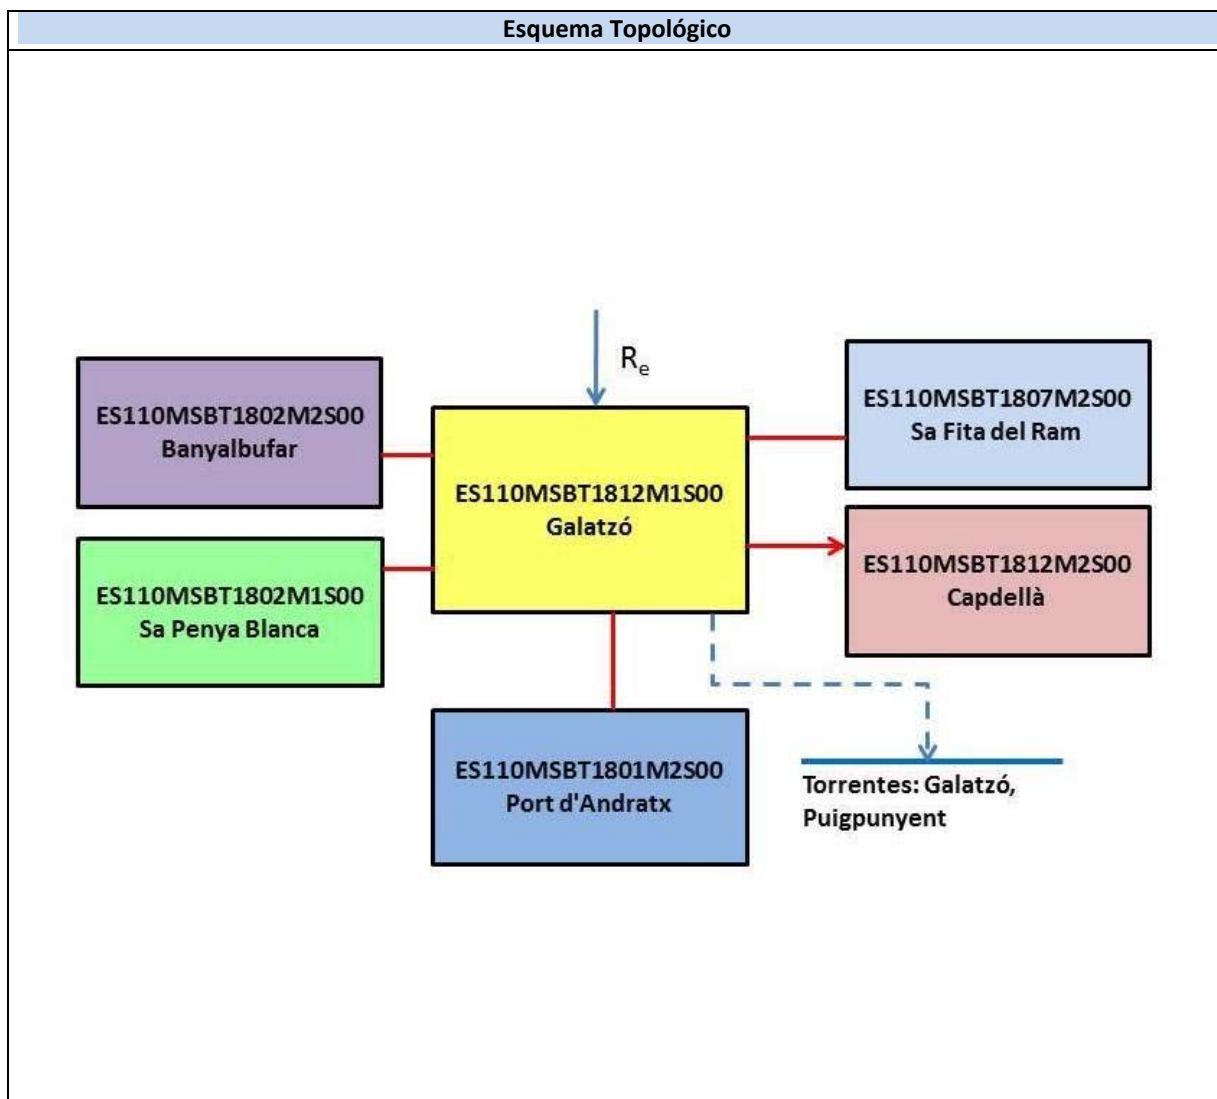 Esquema Topológico
R_e
ES110MSBT1802M2S00
Banyalbufar
ES110MSBT1807M2S00
Sa Fita del Ram
ES110MSBT1812M1S00
Galatzó
ES110MSBT1802M1S00
Sa Penya Blanca
ES110MSBT1812M2S00
Capdellà
ES110MSBT1801M2S00
Port d'Andratx
Torrentes: Galatzó,
Puigpunyent